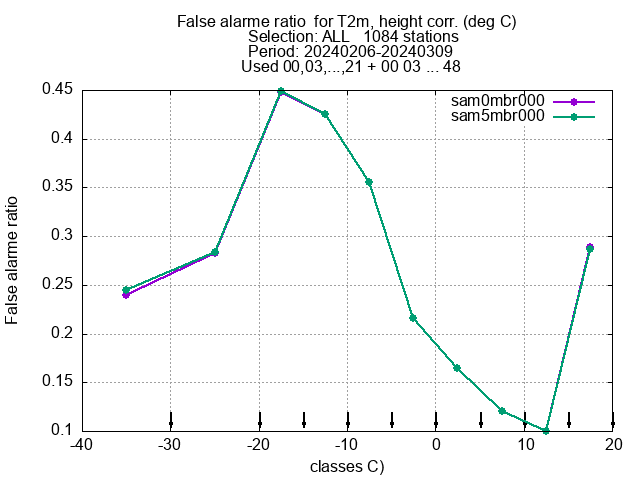 False alarme ratio  for T2m, height corr. (deg C)
Selection: ALL   1084 stations
Period: 20240206-20240309
Used 00,03,...,21 + 00 03 ... 48
sam0mbr000
sam5mbr000
0.45
0.4
0.35
0.3
0.25
0.2
0.15
0.1
False alarme ratio
-40 -30 -20 -10 0 10 20
classes C)